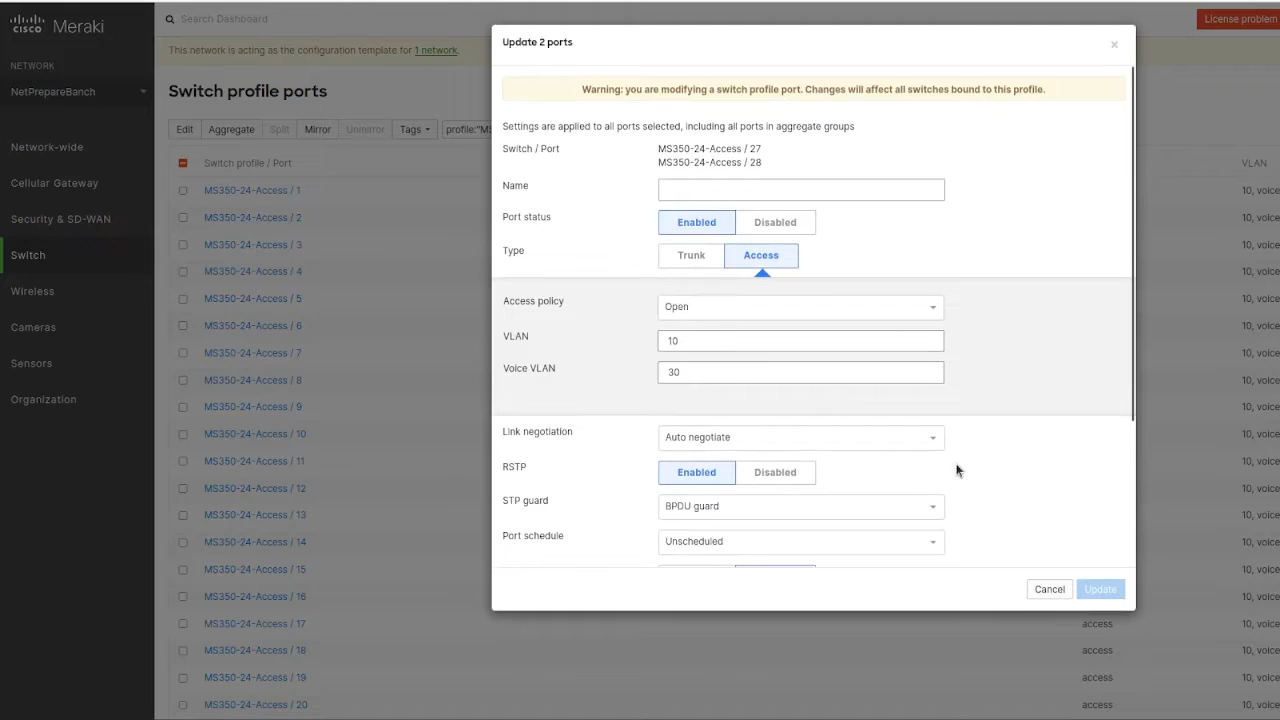 cisco Meraki
Search Dashboard
License problem
This network is acting as the configuration template for 1 network.
NETWORK
NetPrepareBanch
Network-wide
Cellular Gateway
Security & SD-WAN
Switch
Wireless
Cameras
Sensors
Organization
Switch profile ports
Edit Aggregate Split Mirror Unmirror Tags profile:"MS
Switch profile / Port
VLAN
MS350-24-Access / 1
10, voice
MS350-24-Access / 2
10, voice
MS350-24-Access / 3
10, voice
MS350-24-Access / 4
10, voice
MS350-24-Access / 5
10, voice
MS350-24-Access / 6
10, voice
MS350-24-Access / 7
10, voice
MS350-24-Access / 8
10, voice
MS350-24-Access / 9
10, voice
MS350-24-Access / 10
10, voice
MS350-24-Access / 11
10, voice
MS350-24-Access / 12
10, voice
MS350-24-Access / 13
10, voice
MS350-24-Access / 14
10, voice
MS350-24-Access / 15
10, voice
MS350-24-Access / 16
10, voice
MS350-24-Access / 17
access
10, voice
MS350-24-Access / 18
access
10, voice
MS350-24-Access / 19
access
10, voice
MS350-24-Access / 20
access
10, voice
Update 2 ports
×
Warning: you are modifying a switch profile port. Changes will affect all switches bound to this profile.
Settings are applied to all ports selected, including all ports in aggregate groups
Switch / Port
MS350-24-Access / 27
MS350-24-Access / 28
Name
Port status
Enabled Disabled
Type
Trunk Access
Access policy
Open
VLAN
10
Voice VLAN
30
Link negotiation
Auto negotiate
RSTP
Enabled Disabled
STP guard
BPDU guard
Port schedule
Unscheduled
Cancel Update